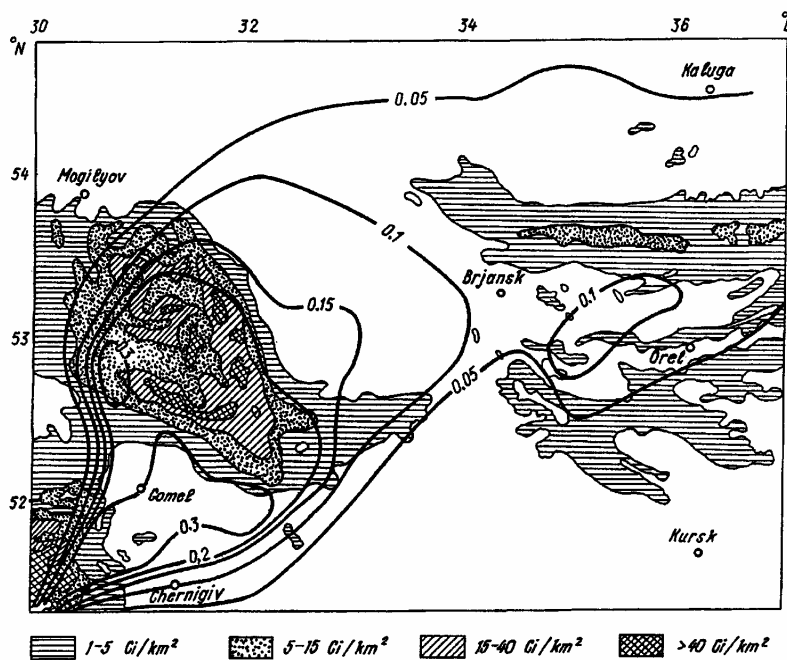 30 32 34 36 °E
°N
Kaluga
0.05
54
Mogilyov
0.1
Brjansk
0.1
0.15
53
Orel
0.05
52
Gomel
0.3
0.2
Kursk
Chernigiv
1-5 Ci/km² 5-15 Ci/km² 15-40 Ci/km² >40 Ci/km²